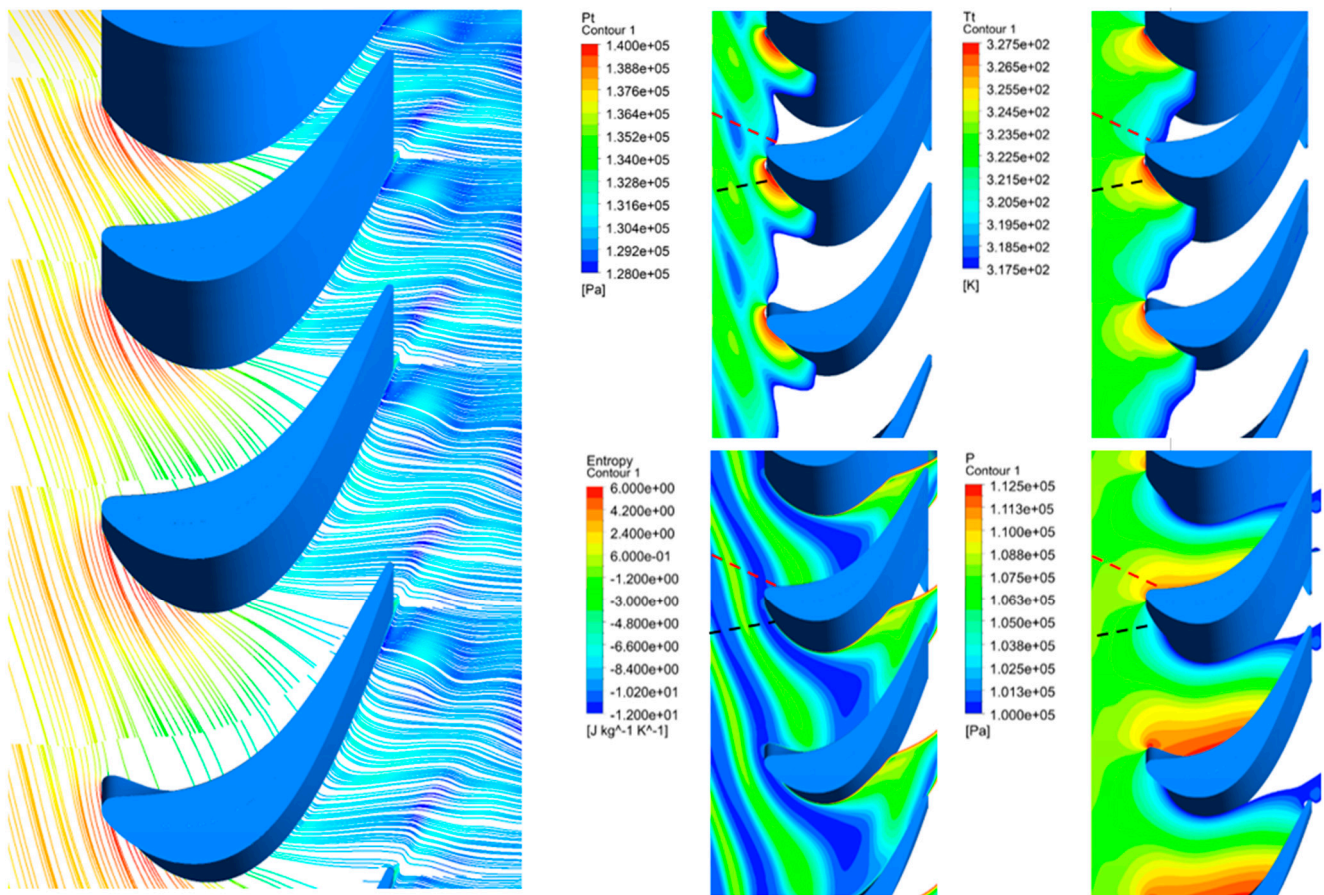 Pt
Contour 1
1.400e+05
1.388e+05
1.376e+05
1.364e+05
1.352e+05
1.340e+05
1.328e+05
1.316e+05
1.304e+05
1.292e+05
1.280e+05
[Pa]
Tt
Contour 1
3.275e+02
3.265e+02
3.255e+02
3.245e+02
3.235e+02
3.225e+02
3.215e+02
3.205e+02
3.195e+02
3.185e+02
3.175e+02
[K]
Entropy
Contour 1
6.000e+00
4.200e+00
2.400e+00
6.000e-01
-1.200e+00
-3.000e+00
-4.800e+00
-6.600e+00
-8.400e+00
-1.020e+01
-1.200e+01
[J kg^-1 K^-1]
P
Contour 1
1.125e+05
1.113e+05
1.100e+05
1.088e+05
1.075e+05
1.063e+05
1.050e+05
1.038e+05
1.025e+05
1.013e+05
1.000e+05
[Pa]